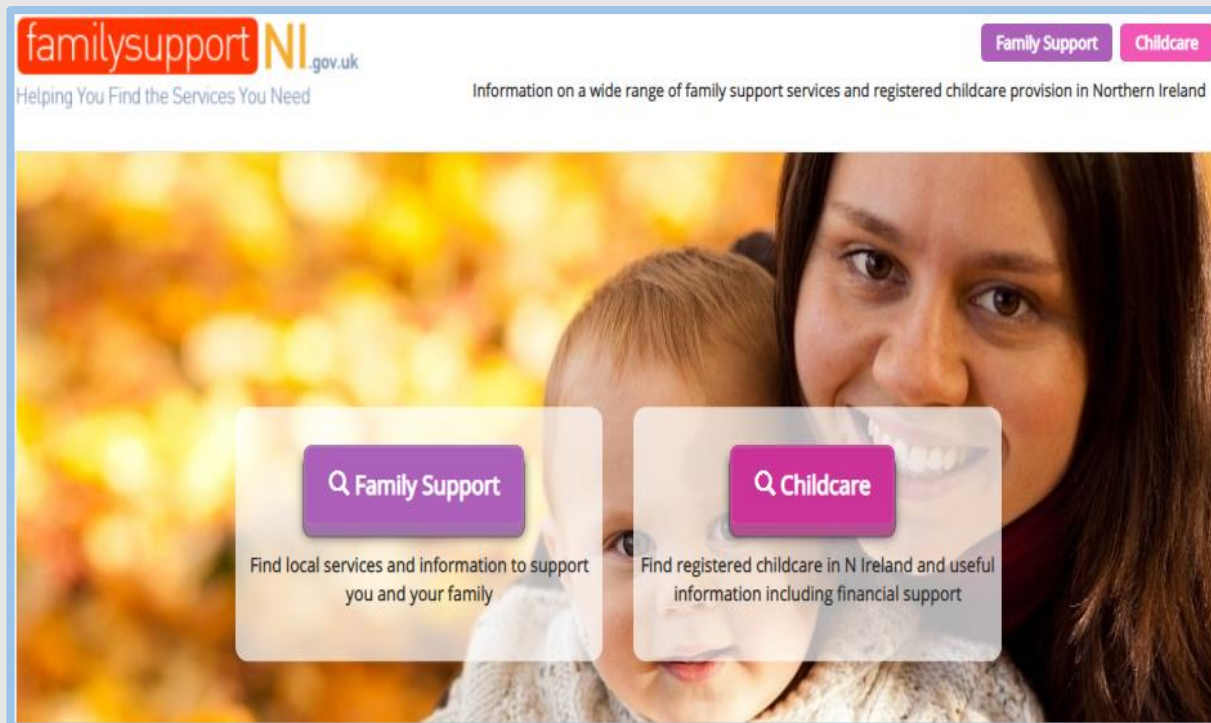 familysupport NI.gov.uk
Helping You Find the Services You Need
Family Support
Childcare
Information on a wide range of family support services and registered childcare provision in Northern Ireland
Family Support
Find local services and information to support
you and your family
Childcare
Find registered childcare in N Ireland and useful
information including financial support